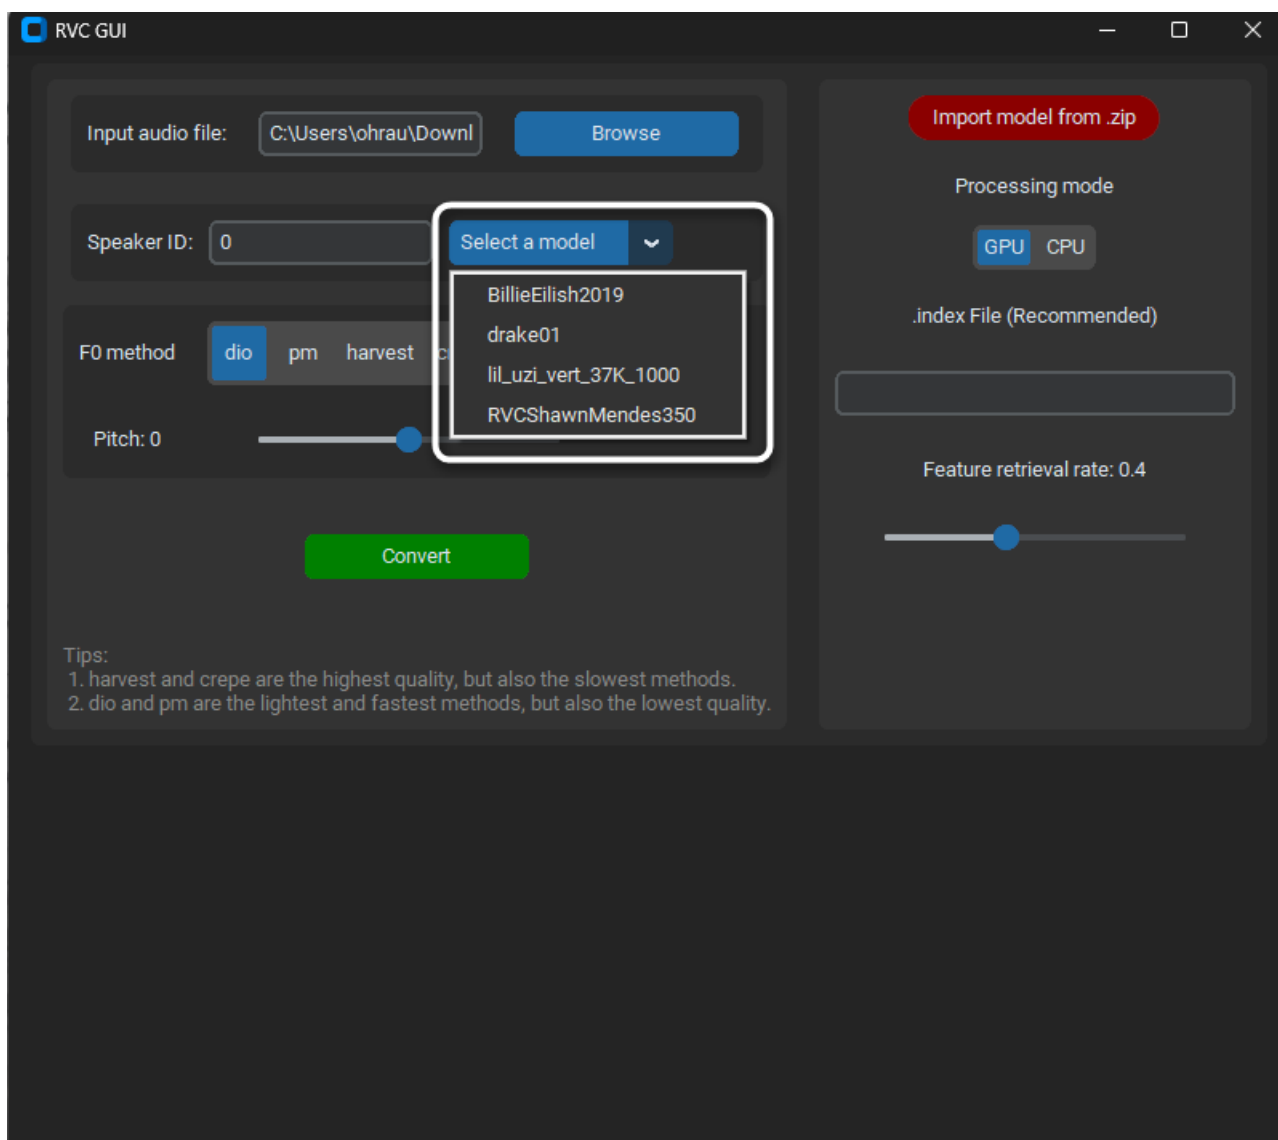 RVC GUI
Input audio file: C:\Users\ohrau\Downl Browse
Speaker ID: 0 Select a model
BillieEilish2019
drake01
lil_uzi_vert_37K_1000
RVCShawnMendes350
F0 method dio pm harvest
Pitch: 0
Convert
Tips:
1. harvest and crepe are the highest quality, but also the slowest methods.
2. dio and pm are the lightest and fastest methods, but also the lowest quality.
Import model from .zip
Processing mode
GPU CPU
.index File (Recommended)
Feature retrieval rate: 0.4